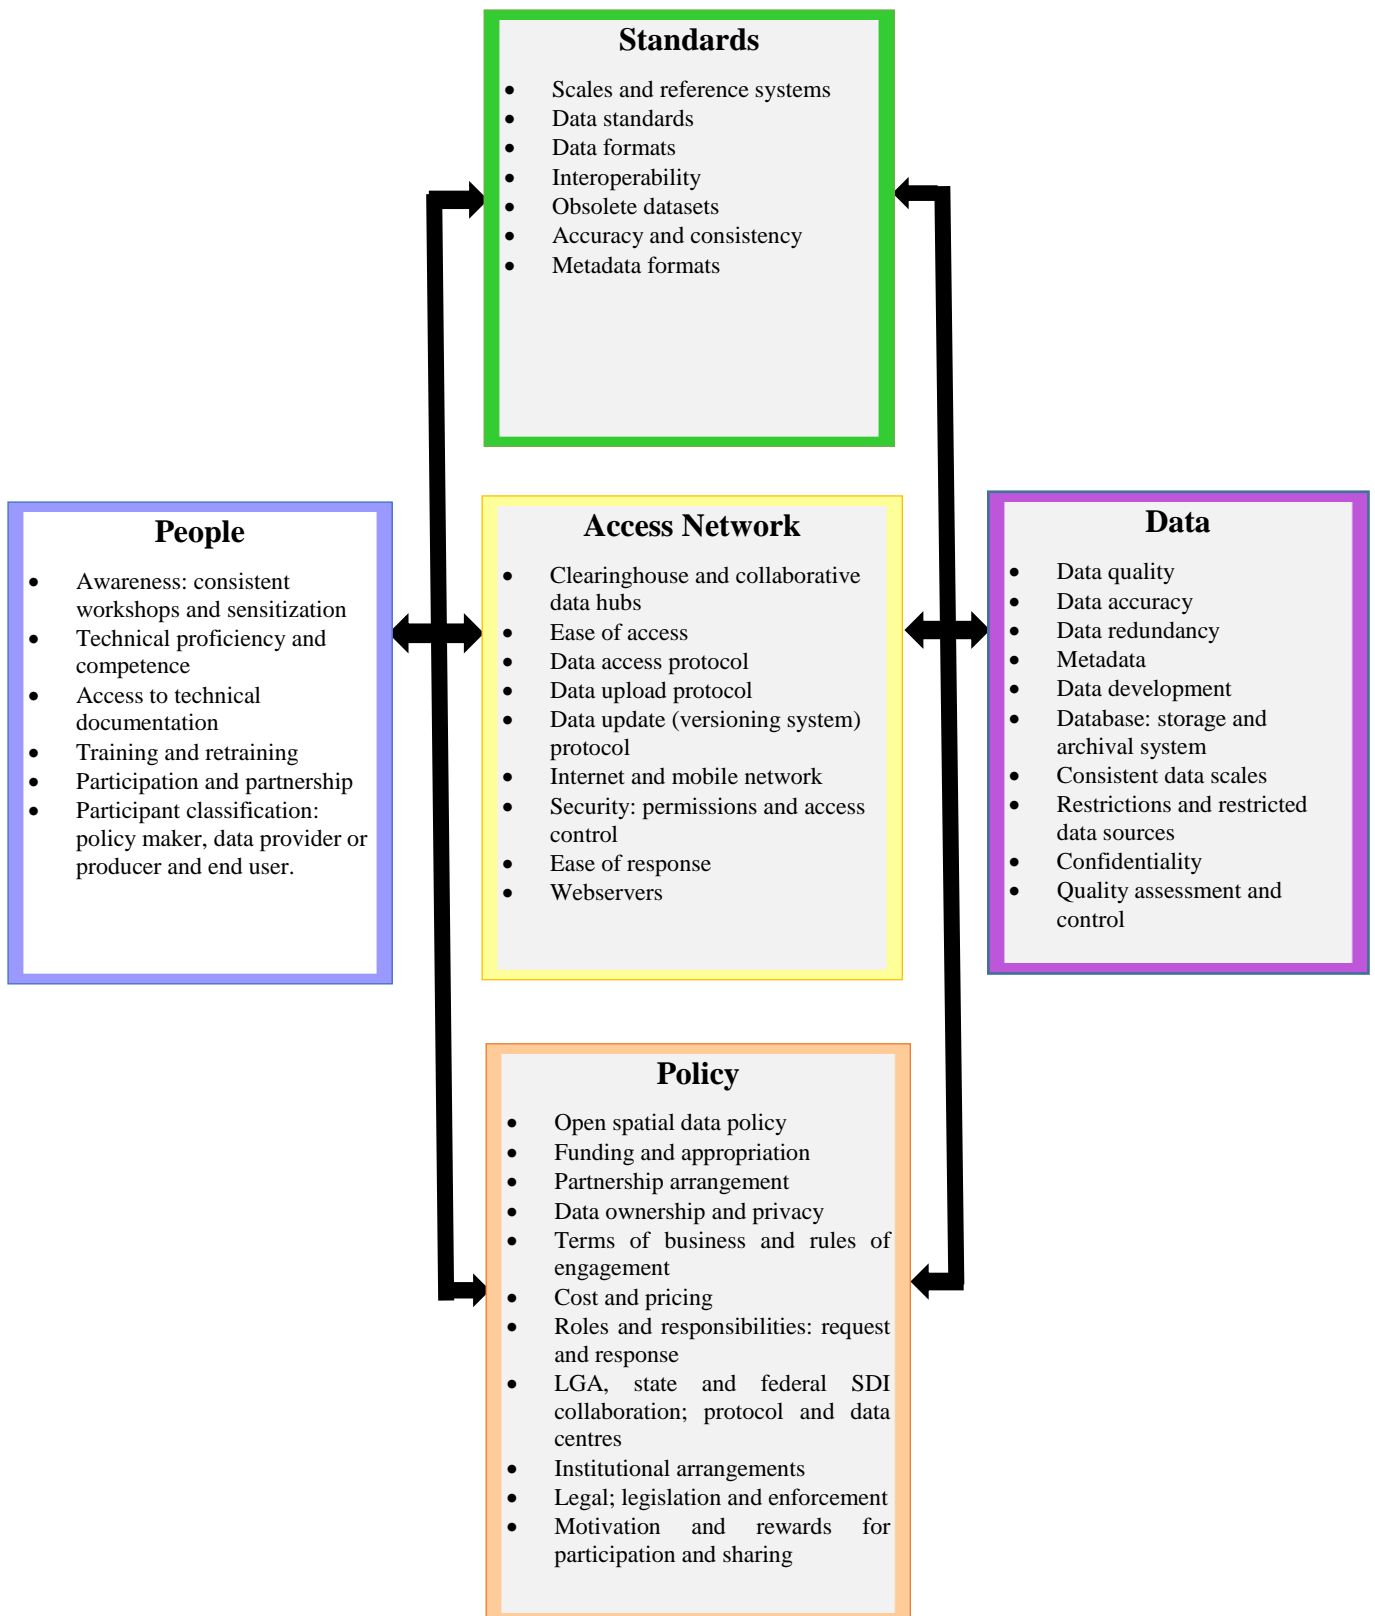 Standards
• Scales and reference systems
• Data standards
• Data formats
• Interoperability
• Obsolete datasets
• Accuracy and consistency
• Metadata formats
People
• Awareness: consistent
workshops and sensitization
• Technical proficiency and
competence
• Access to technical
documentation
• Training and retraining
• Participation and partnership
• Participant classification:
policy maker, data provider or
producer and end user.
Access Network
• Clearinghouse and collaborative
data hubs
• Ease of access
• Data access protocol
• Data upload protocol
• Data update (versioning system)
protocol
• Internet and mobile network
• Security: permissions and access
control
• Ease of response
• Webservers
Data
• Data quality
• Data accuracy
• Data redundancy
• Metadata
• Data development
• Database: storage and
archival system
• Consistent data scales
• Restrictions and restricted
data sources
• Confidentiality
• Quality assessment and
control
Policy
• Open spatial data policy
• Funding and appropriation
• Partnership arrangement
• Data ownership and privacy
• Terms of business and rules of
engagement
• Cost and pricing
• Roles and responsibilities: request
and response
• LGA, state and federal SDI
collaboration; protocol and data
centres
• Institutional arrangements
• Legal; legislation and enforcement
• Motivation and rewards for
participation and sharing